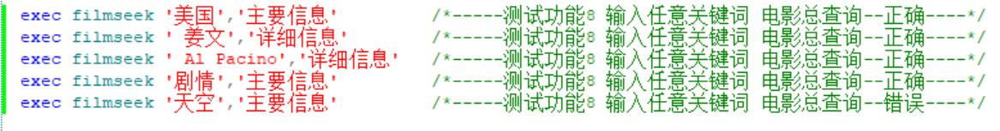 exec filmseek '美国','主要信息' /*-----测试功能8 输入任意关键词 电影总查询--正确----*/
exec filmseek ' 姜文','详细信息' /*-----测试功能8 输入任意关键词 电影总查询--正确----*/
exec filmseek ' Al Pacino','详细信息' /*-----测试功能8 输入任意关键词 电影总查询--正确----*/
exec filmseek '剧情','主要信息' /*-----测试功能8 输入任意关键词 电影总查询--正确----*/
exec filmseek '天空','主要信息' /*-----测试功能8 输入任意关键词 电影总查询--错误----*/